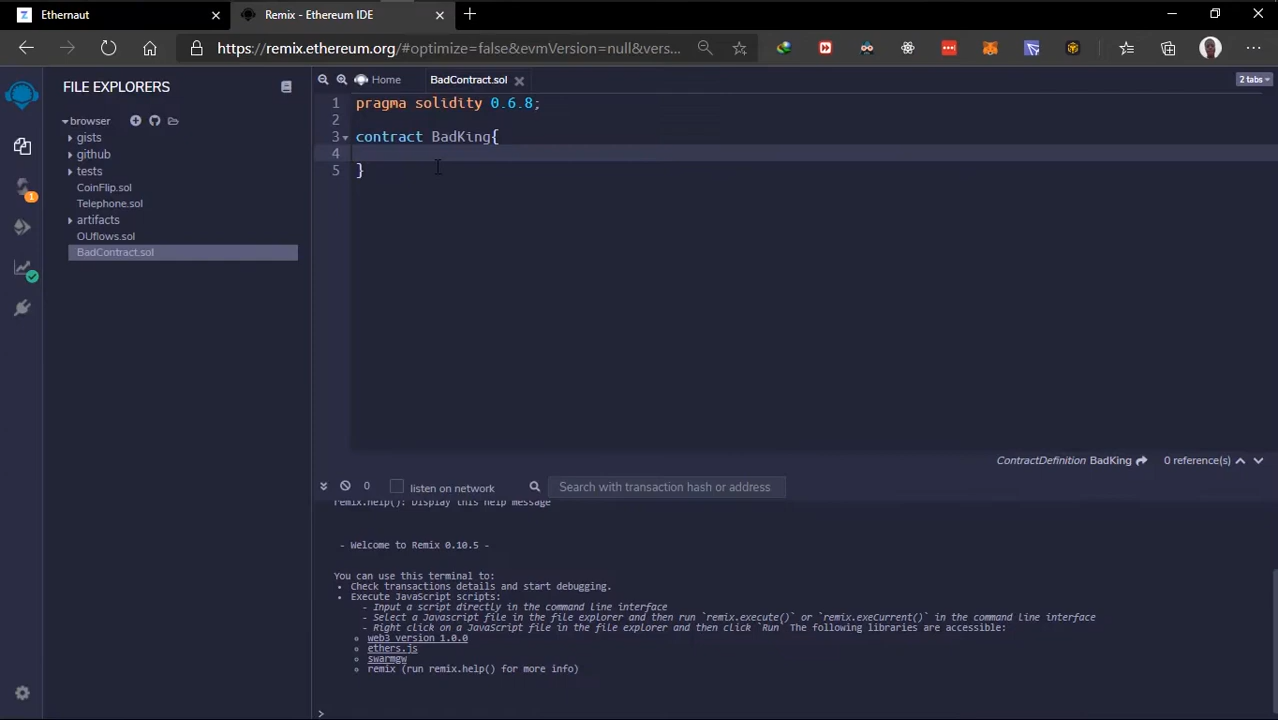 Ethernaut
Remix - Ethereum IDE
https://remix.ethereum.org/#optimize=false&evmVersion=null&vers...
FILE EXPLORERS
browser
gists
github
tests
CoinFlip.sol
Telephone.sol
artifacts
OUflows.sol
BadContract.sol
1
Home
BadContract.sol
2 tabs
1 pragma solidity 0.6.8;
2
3 contract BadKing{
4
5 }
ContractDefinition BadKing 0 reference(s)
0 listen on network Search with transaction hash or address
remix.help(): Display this help message
- Welcome to Remix 0.10.5 -
You can use this terminal to:
• Check transactions details and start debugging.
• Execute JavaScript scripts:
- Input a script directly in the command line interface
- Select a Javascript file in the file explorer and then run `remix.execute()` or `remix.exeCurrent()` in the command line interface
- Right click on a JavaScript file in the file explorer and then click `Run` The following libraries are accessible:
web3 version 1.0.0
ethers.js
swarmgw
remix (run remix.help() for more info)
>